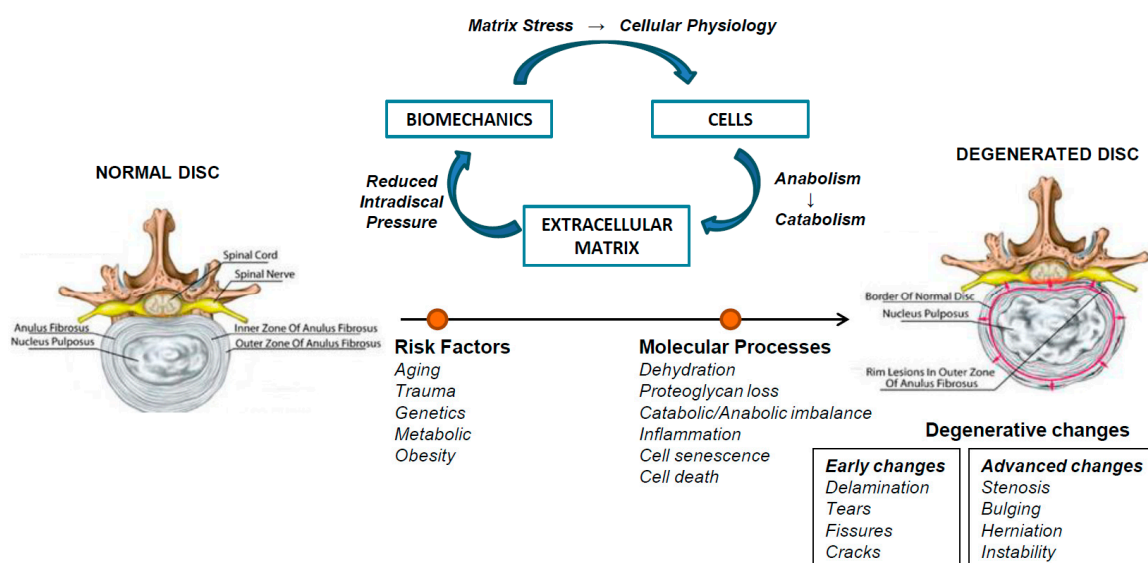 Matrix Stress → Cellular Physiology
BIOMECHANICS
CELLS
Reduced
Intradiscal
Pressure
Anabolism
↓
Catabolism
EXTRACELLULAR
MATRIX
NORMAL DISC
Spinal Cord
Spinal Nerve
Anulus Fibrosus
Nucleus Pulposus
Inner Zone Of Anulus Fibrosus
Outer Zone Of Anulus Fibrosus
Risk Factors
Aging
Trauma
Genetics
Metabolic
Obesity
Molecular Processes
Dehydration
Proteoglycan loss
Catabolic/Anabolic imbalance
Inflammation
Cell senescence
Cell death
DEGENERATED DISC
Border Of Normal Disc
Nucleus Pulposus
Rim Lesions In Outer Zone
Of Anulus Fibrosus
Degenerative changes
Early changes
Delamination
Tears
Fissures
Cracks
Advanced changes
Stenosis
Bulging
Herniation
Instability